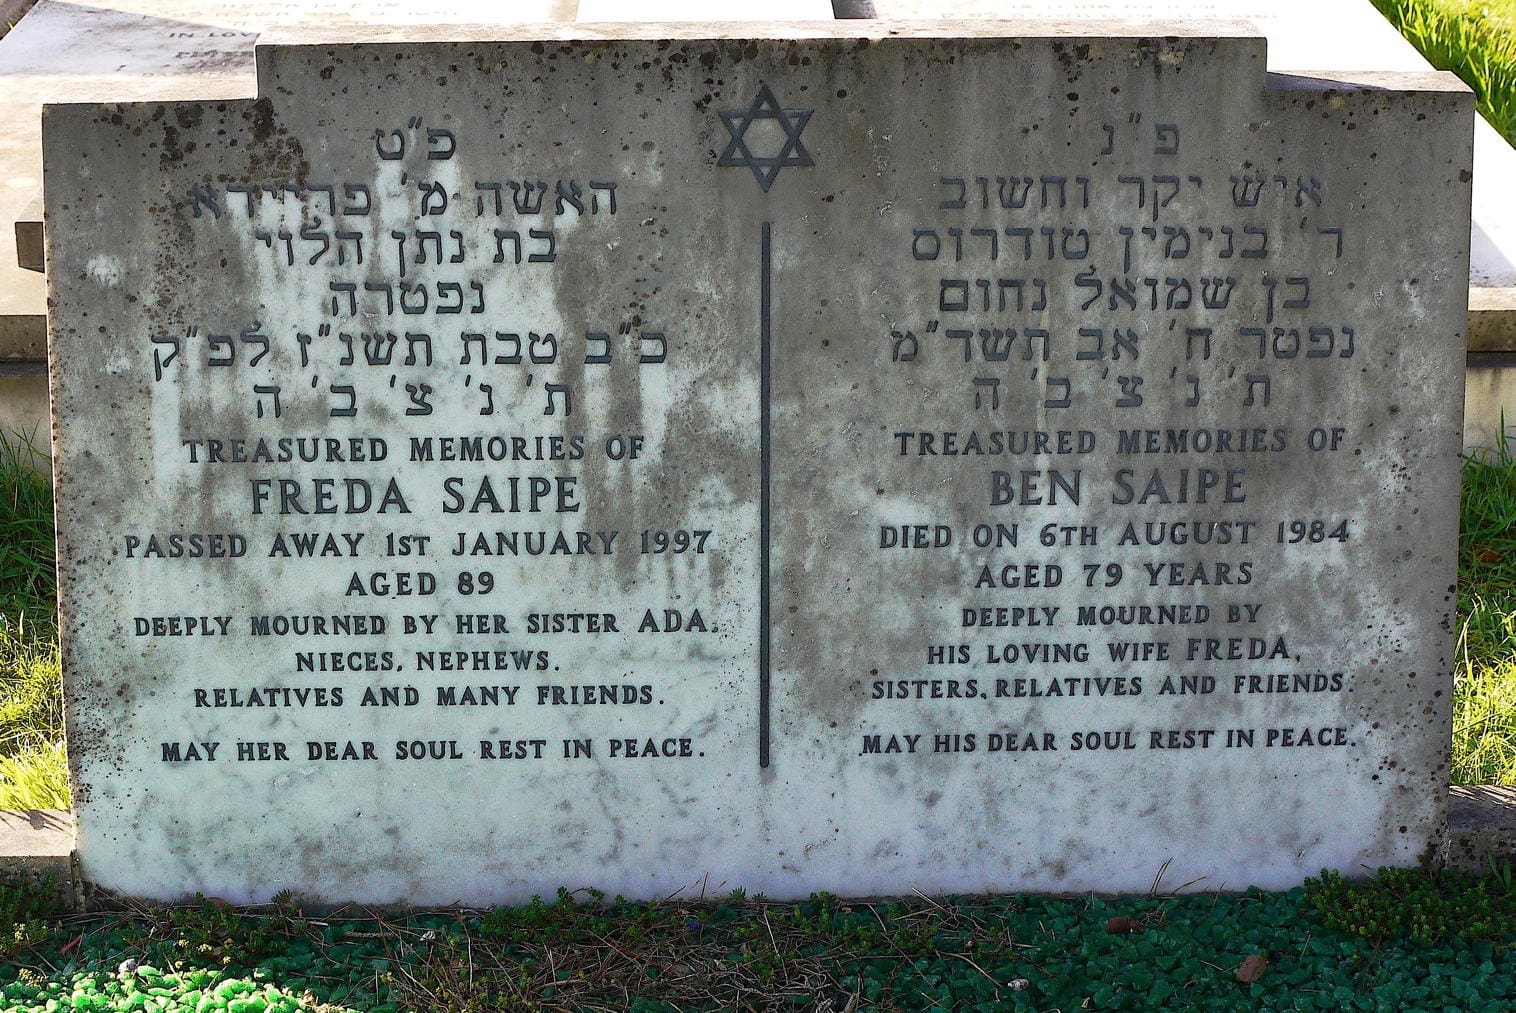 פ"ט
האשה מ' פריידא
בת נתן הלוי
נפטרה
כ"ב טבת תשנ"ז לפ"ק
ת' נ' צ' ב' ה
TREASURED MEMORIES OF
FREDA SAIPE
PASSED AWAY 1ST JANUARY 1997
AGED 89
DEEPLY MOURNED BY HER SISTER ADA,
NIECES, NEPHEWS.
RELATIVES AND MANY FRIENDS.
MAY HER DEAR SOUL REST IN PEACE.
פ"נ
איש יקר וחשוב
ר' בנימין טודרוס
בן שמואל נחום
נפטר ח' אב תשד"מ
ת' נ' צ' ב' ה
TREASURED MEMORIES OF
BEN SAIPE
DIED ON 6TH AUGUST 1984
AGED 79 YEARS
DEEPLY MOURNED BY
HIS LOVING WIFE FREDA,
SISTERS, RELATIVES AND FRIENDS.
MAY HIS DEAR SOUL REST IN PEACE.